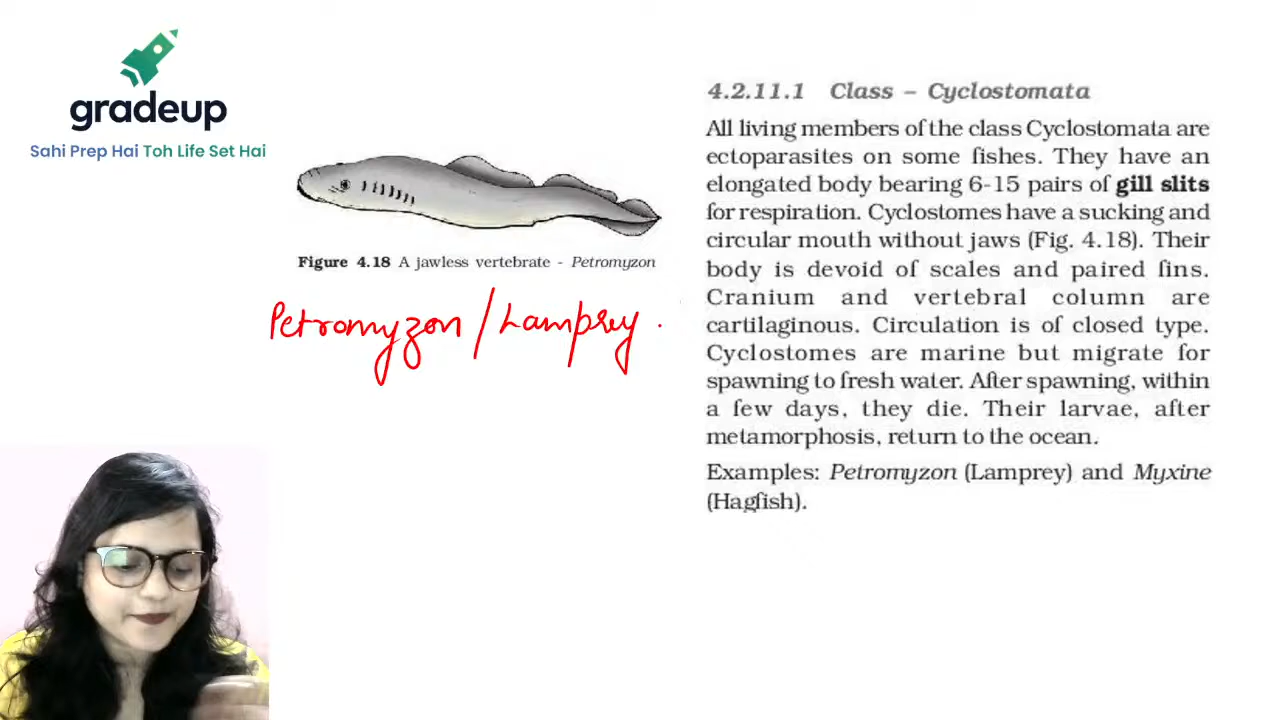 gradeup
Sahi Prep Hai Toh Life Set Hai
Figure 4.18 A jawless vertebrate - Petromyzon
Petromyzon / Lamprey .
4.2.11.1 Class – Cyclostomata
All living members of the class Cyclostomata are
ectoparasites on some fishes. They have an
elongated body bearing 6-15 pairs of gill slits
for respiration. Cyclostomes have a sucking and
circular mouth without jaws (Fig. 4.18). Their
body is devoid of scales and paired fins.
Cranium and vertebral column are
cartilaginous. Circulation is of closed type.
Cyclostomes are marine but migrate for
spawning to fresh water. After spawning, within
a few days, they die. Their larvae, after
metamorphosis, return to the ocean.
Examples: Petromyzon (Lamprey) and Myxine
(Hagfish).